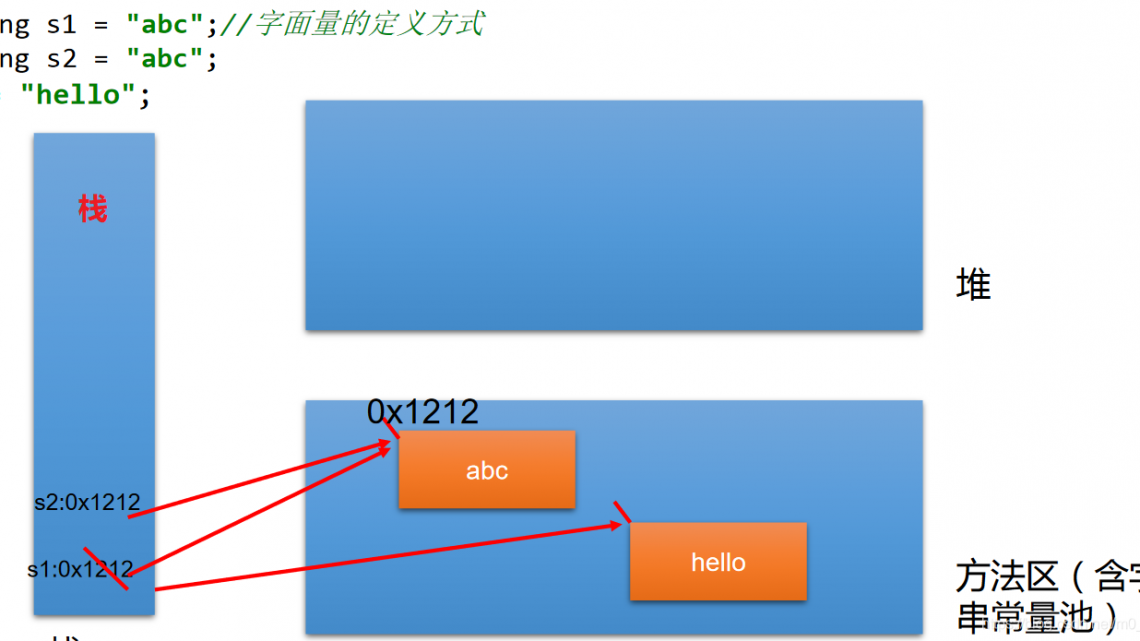 ng s1 = "abc";//字面量的定义方式
ng s2 = "abc";
= "hello";
栈
堆
0x1212
abc
s2:0x1212
hello
s1:0x1212
方法区（含字
串常量池）